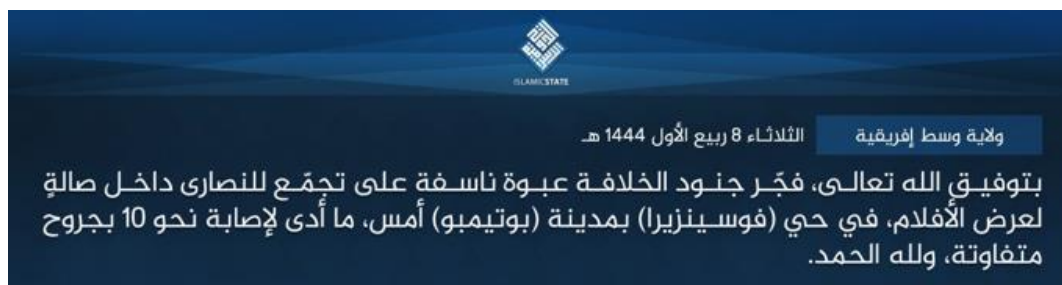 ISLAMIC STATE
ولاية وسط إفريقية الثلاثاء 8 ربيع الأول 1444 هـ
بتوفيق الله تعالى، فجّر جنود الخلافة عبوة ناسفة على تجمّع للنصارى داخل صالةٍ
لعرض الأفلام، في حي (فوسينزيرا) بمدينة (بوتيمبو) أمس، ما أدى لإصابة نحو 10 بجروح
متفاوتة، ولله الحمد.